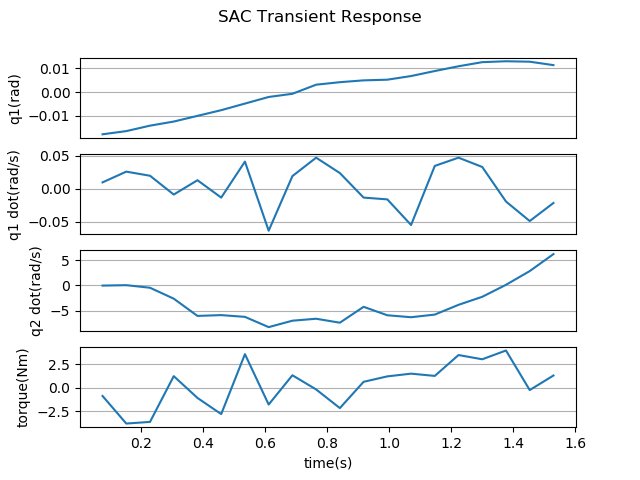 SAC Transient Response
q1(rad)
0.01
0.00
−0.01
q1 dot(rad/s)
0.05
0.00
−0.05
q2 dot(rad/s)
5
0
−5
torque(Nm)
2.5
0.0
−2.5
0.2 0.4 0.6 0.8 1.0 1.2 1.4 1.6
time(s)